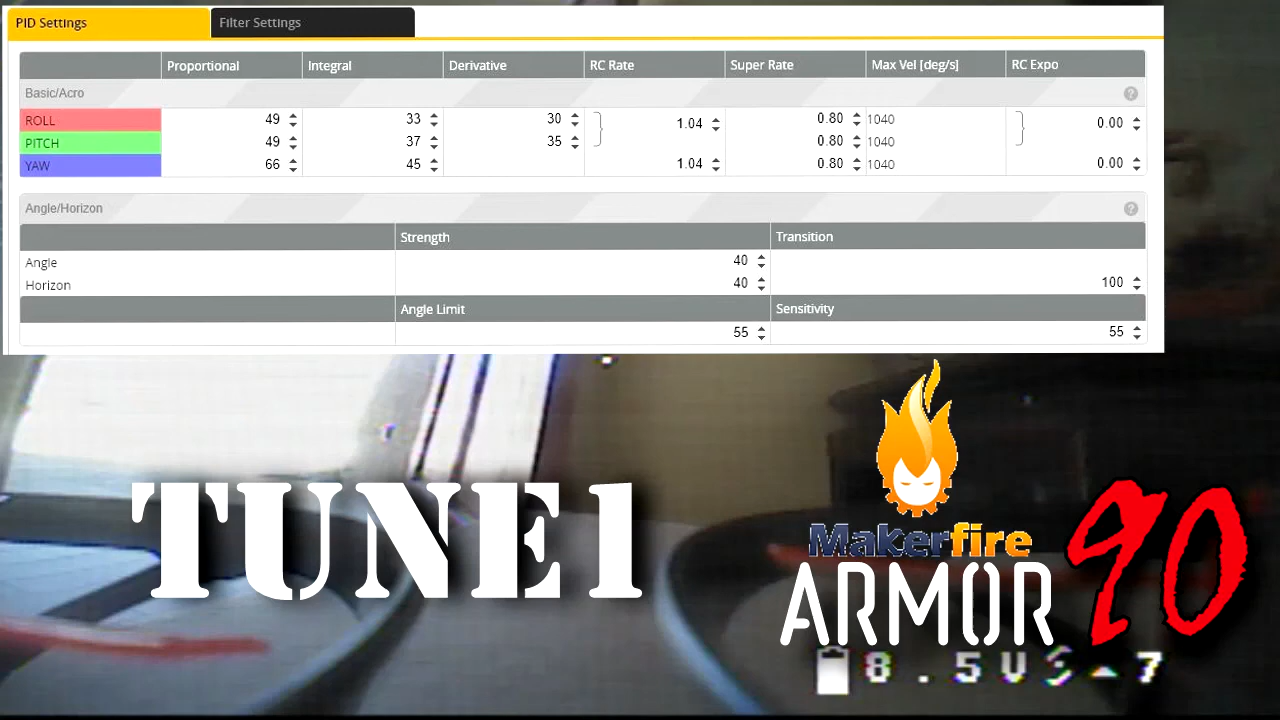 PID Settings Filter Settings
Proportional Integral Derivative RC Rate Super Rate Max Vel [deg/s] RC Expo
Basic/Acro
ROLL 49 33 30 1.04 0.80 1040 0.00
PITCH 49 37 35 0.80 1040
YAW 66 45 1.04 0.80 1040 0.00
Angle/Horizon
Strength Transition
Angle 40
Horizon 40 100
Angle Limit Sensitivity
55 55
TUNE1
Makerfire
ARMOR 90
8.5V 7